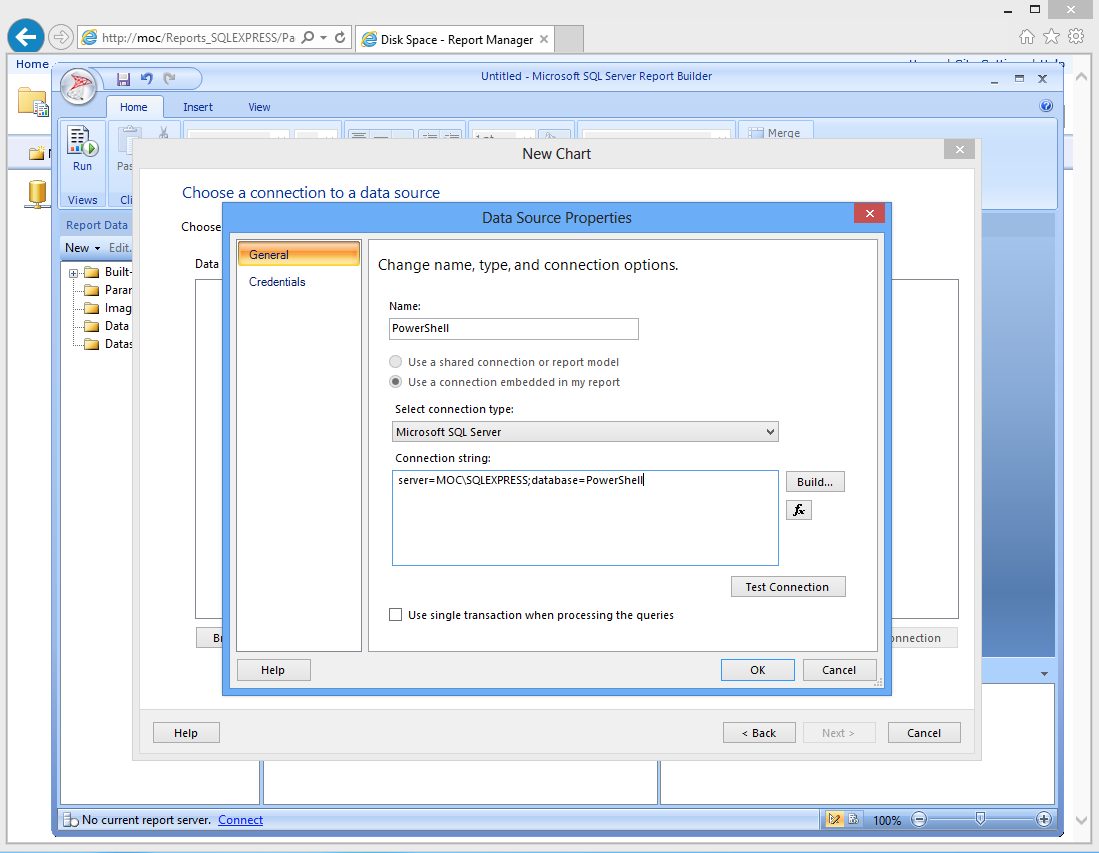 http://moc/Reports_SQLEXPRESS/Pa
Disk Space - Report Manager
Home
Untitled - Microsoft SQL Server Report Builder
Home Insert View
Run
Views
Merge
New Chart
Choose a connection to a data source
Choose
Data
Report Data
New Edit.
Built-
Param
Imag
Data
Datas
Data Source Properties
General
Credentials
Change name, type, and connection options.
Name:
PowerShell
Use a shared connection or report model
Use a connection embedded in my report
Select connection type:
Microsoft SQL Server
Connection string:
server=MOC\SQLEXPRESS;database=PowerShell
Build...
fx
Test Connection
Use single transaction when processing the queries
onnection
Help OK Cancel
Help < Back Next > Cancel
No current report server. Connect 100%